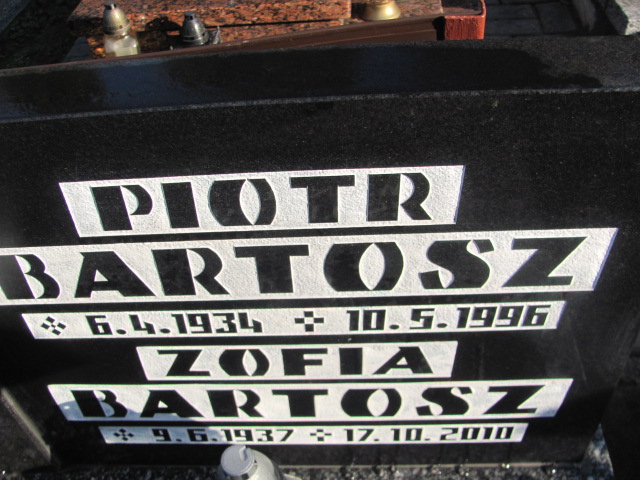 PIOTR
BARTOSZ
6.4.1934 10.5.1996
ZOFIA
BARTOSZ
9.6.1937 17.10.2010